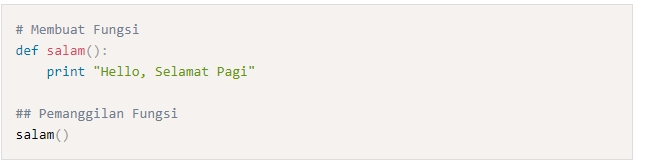 # Membuat Fungsi
def salam():
    print "Hello, Selamat Pagi"

## Pemanggilan Fungsi
salam()